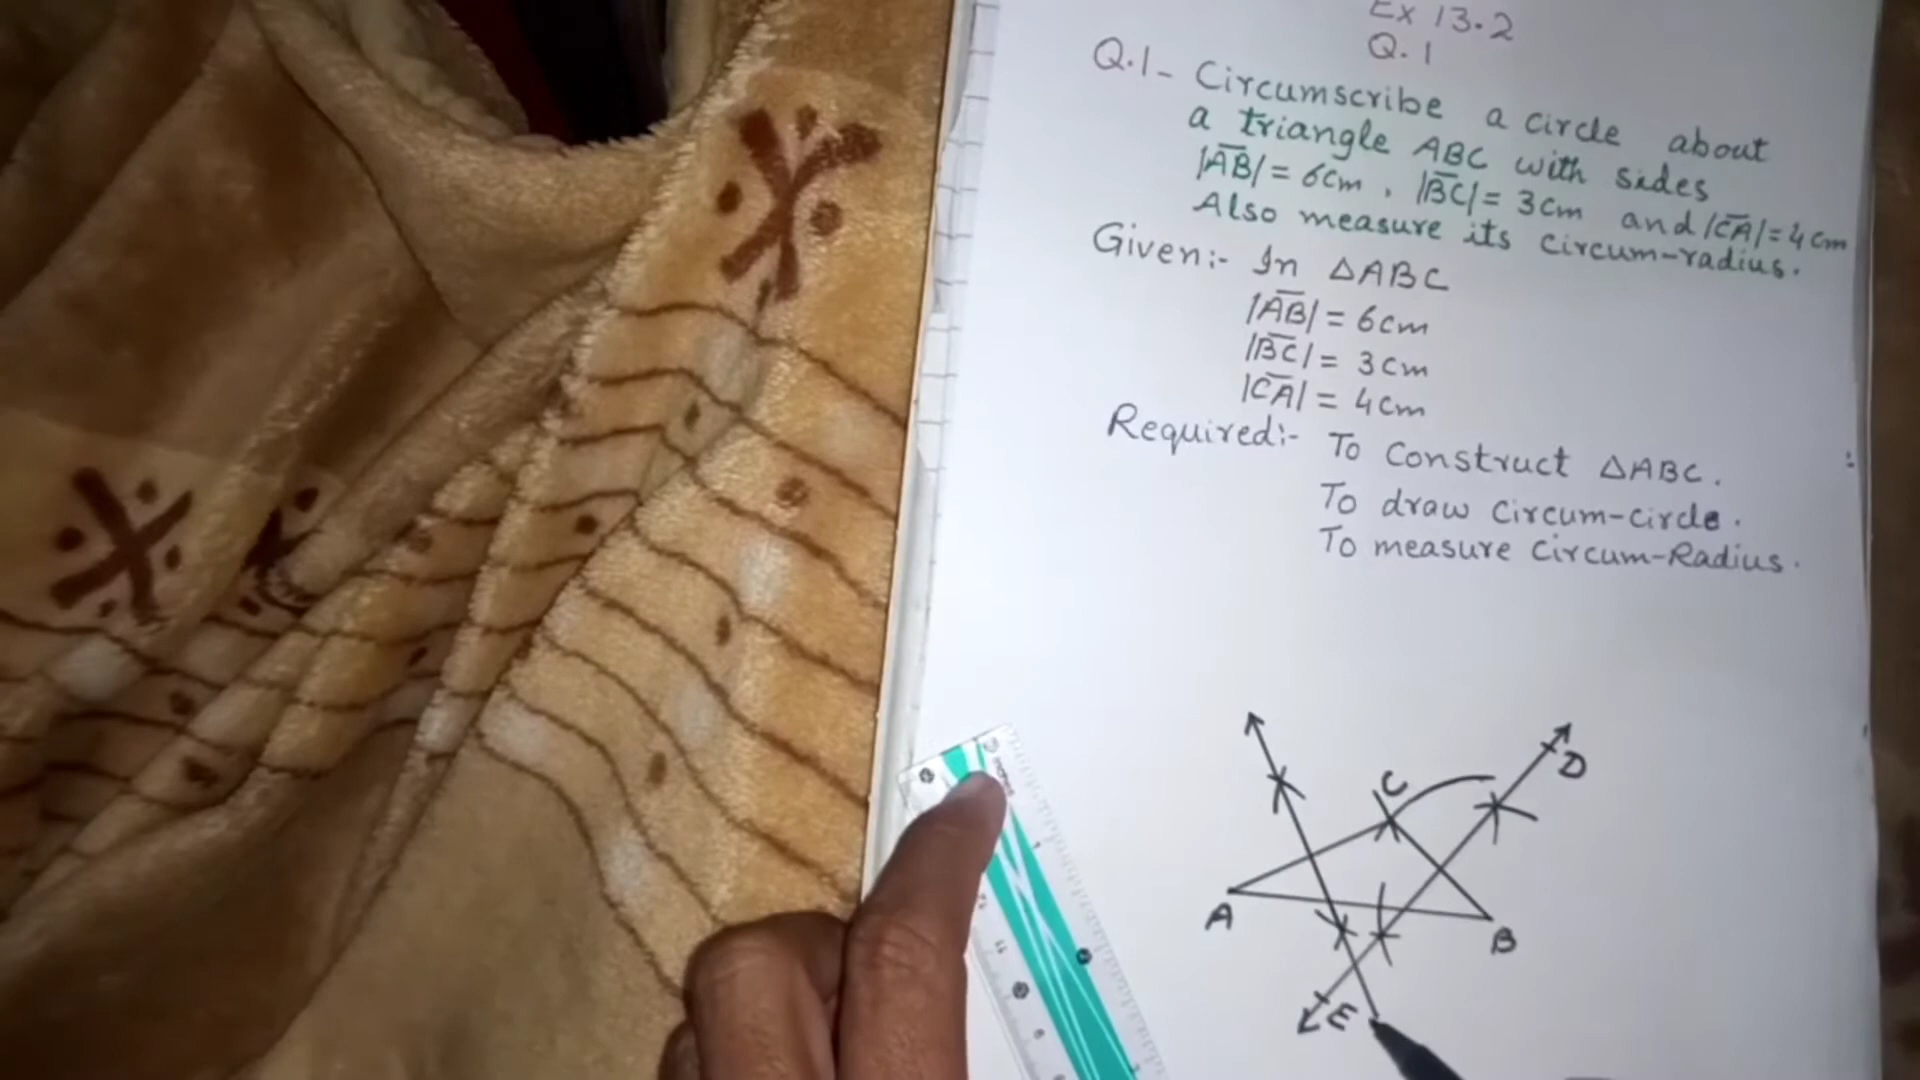 Ex 13.2
Q.1
Q.1- Circumscribe a circle about
a triangle ABC with sides
|AB| = 6cm, |BC| = 3cm and |CA| = 4cm
Also measure its circum-radius.
Given:- In △ABC
|AB| = 6cm
|BC| = 3cm
|CA| = 4cm
Required:- To Construct △ABC.
To draw Circum-circle.
To measure Circum-Radius.
D
C
A
B
E